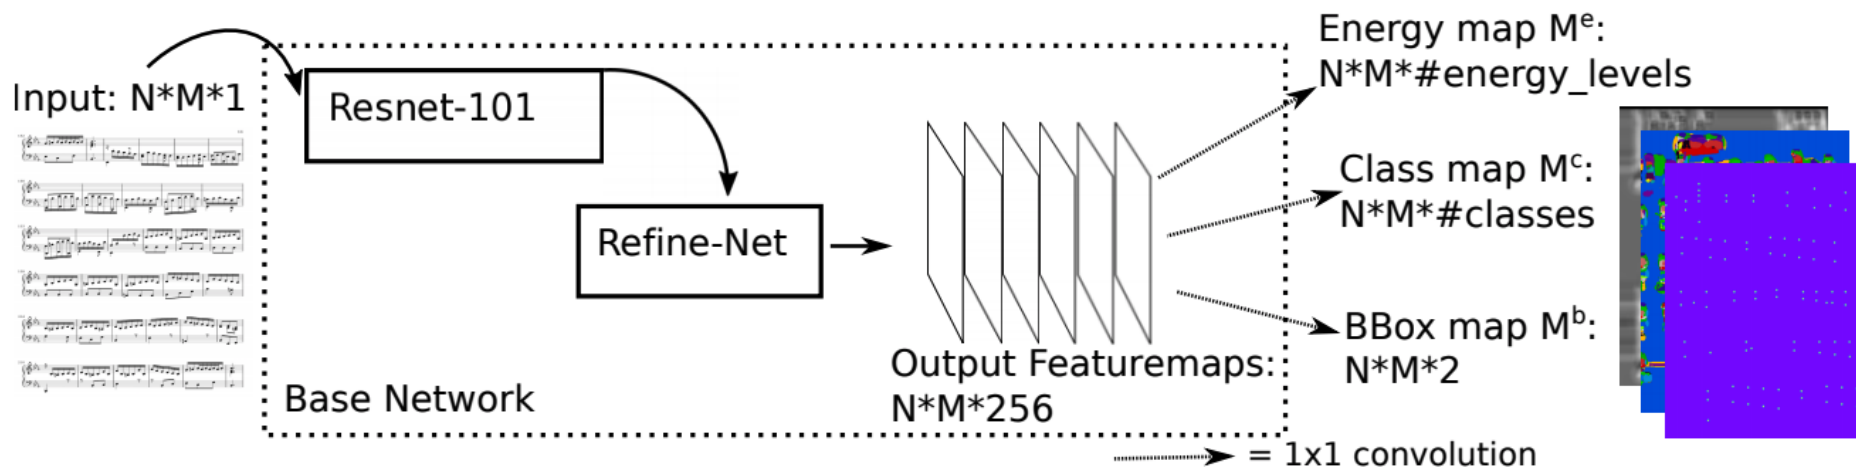 Input: N*M*1
Resnet-101
Refine-Net
Base Network
Output Featuremaps:
N*M*256
Energy map Mᵉ:
N*M*#energy_levels
Class map Mᶜ:
N*M*#classes
BBox map Mᵇ:
N*M*2
= 1x1 convolution